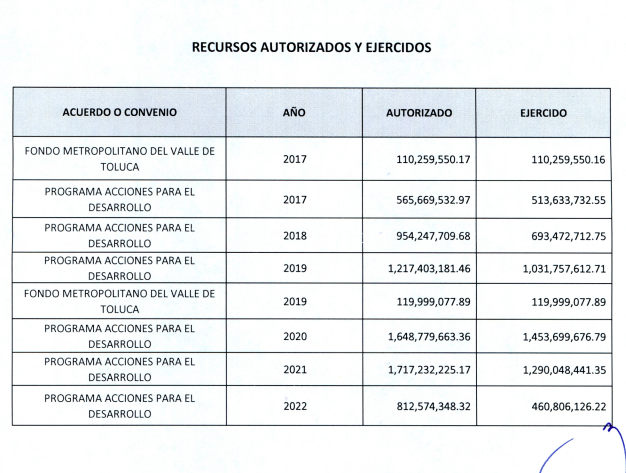 RECURSOS AUTORIZADOS Y EJERCIDOS
ACUERDO O CONVENIO AÑO AUTORIZADO EJERCIDO
FONDO METROPOLITANO DEL VALLE DE
TOLUCA 2017 110,259,550.17 110,259,550.16
PROGRAMA ACCIONES PARA EL
DESARROLLO 2017 565,669,532.97 513,633,732.55
PROGRAMA ACCIONES PARA EL
DESARROLLO 2018 954,247,709.68 693,472,712.75
PROGRAMA ACCIONES PARA EL
DESARROLLO 2019 1,217,403,181.46 1,031,757,612.71
FONDO METROPOLITANO DEL VALLE DE
TOLUCA 2019 119,999,077.89 119,999,077.89
PROGRAMA ACCIONES PARA EL
DESARROLLO 2020 1,648,779,663.36 1,453,699,676.79
PROGRAMA ACCIONES PARA EL
DESARROLLO 2021 1,717,232,225.17 1,290,048,441.35
PROGRAMA ACCIONES PARA EL
DESARROLLO 2022 812,574,348.32 460,806,126.22